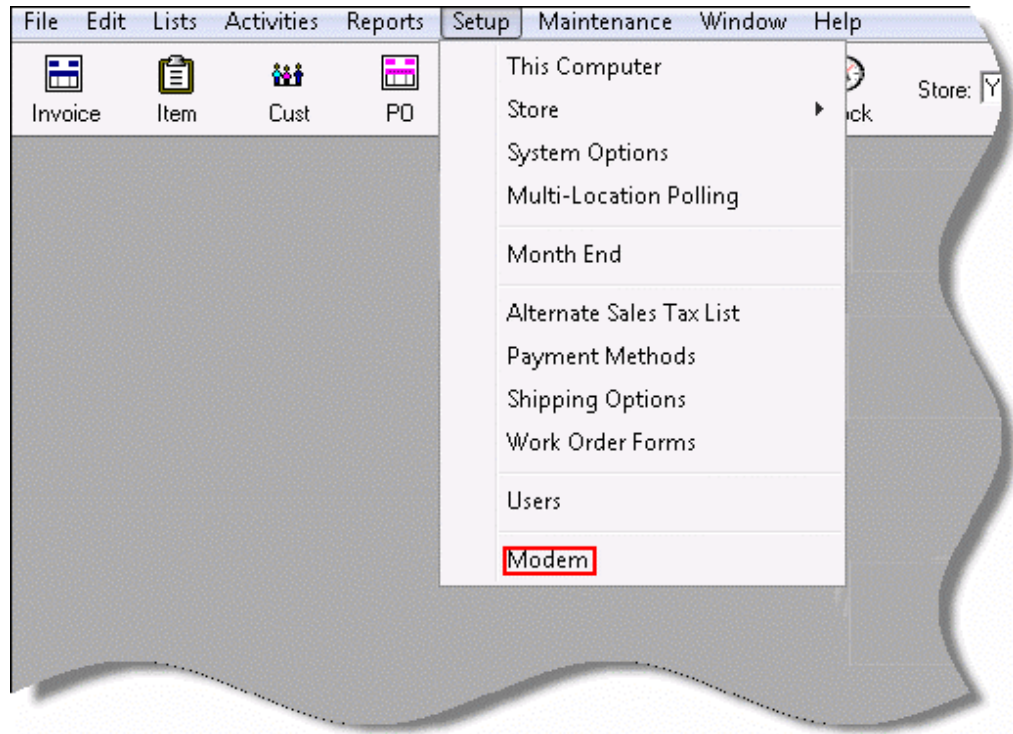 File Edit Lists Activities Reports Setup Maintenance Window Help
Invoice Item Cust PO
Store: Y
This Computer
Store
System Options
Multi-Location Polling
Month End
Alternate Sales Tax List
Payment Methods
Shipping Options
Work Order Forms
Users
Modem